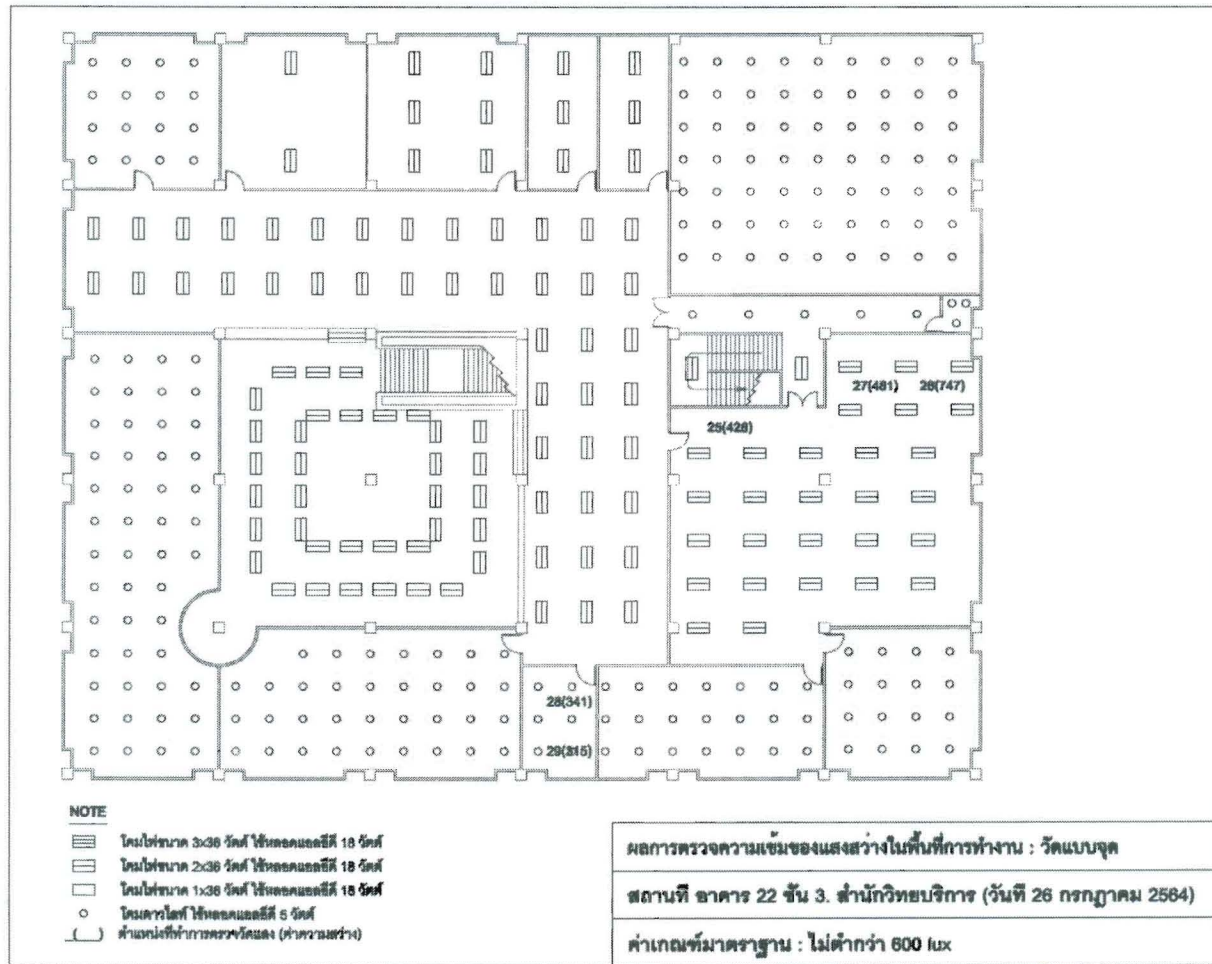 27(481) 26(747)
25(428)
28(341)
29(315)
NOTE
โคมไฟขนาด 3x36 วัตต์ ใช้หลอดแอลอีดี 18 วัตต์
โคมไฟขนาด 2x36 วัตต์ ใช้หลอดแอลอีดี 18 วัตต์
โคมไฟขนาด 1x36 วัตต์ ใช้หลอดแอลอีดี 18 วัตต์
โคมดาวไลท์ ใช้หลอดแอลอีดี 5 วัตต์
_(_) ตำแหน่งที่ทำการตรวจวัดแสง (ค่าความสว่าง)
ผลการตรวจความเข้มของแสงสว่างในพื้นที่การทำงาน : วัดแบบจุด
สถานที่ อาคาร 22 ชั้น 3. สำนักวิทยบริการ (วันที่ 26 กรกฎาคม 2564)
ค่าเกณฑ์มาตราฐาน : ไม่ต่ำกว่า 600 lux